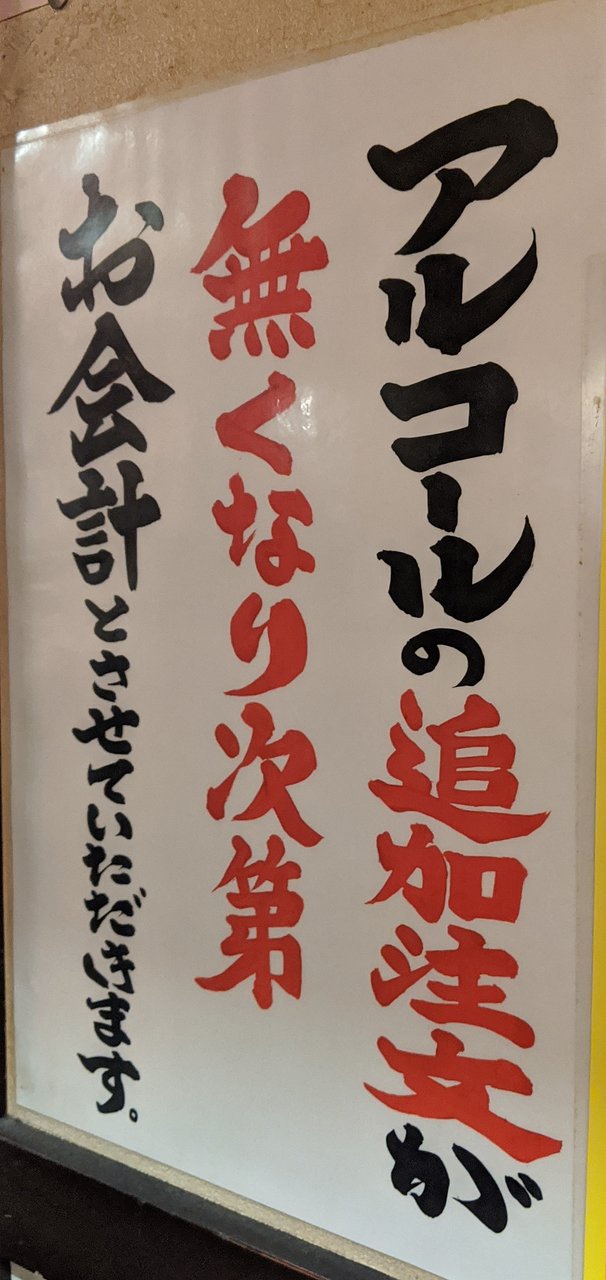 アルコールの追加注文が
無くなり次第
お会計とさせていただきます。